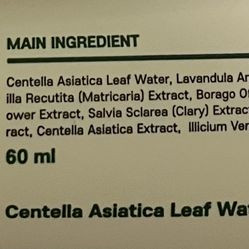 MAIN INGREDIENT
Centella Asiatica Leaf Water, Lavandula An
illa Recutita (Matricaria) Extract, Borago Of
ower Extract, Salvia Sclarea (Clary) Extract
ract, Centella Asiatica Extract, Illicium Ver
60 ml
Centella Asiatica Leaf Wat